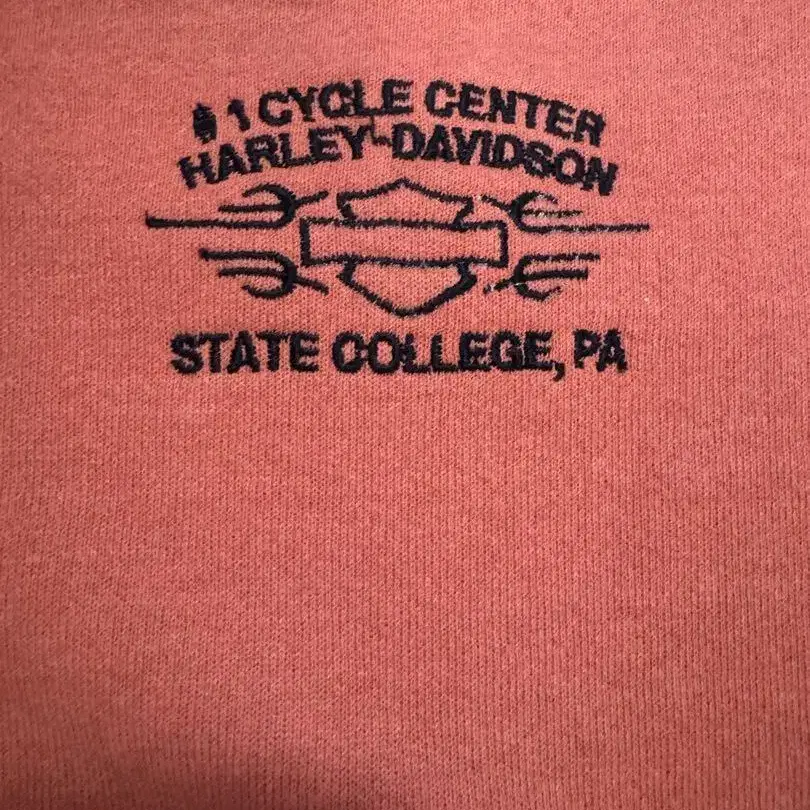 #1 CYCLE CENTER
HARLEY-DAVIDSON
STATE COLLEGE, PA